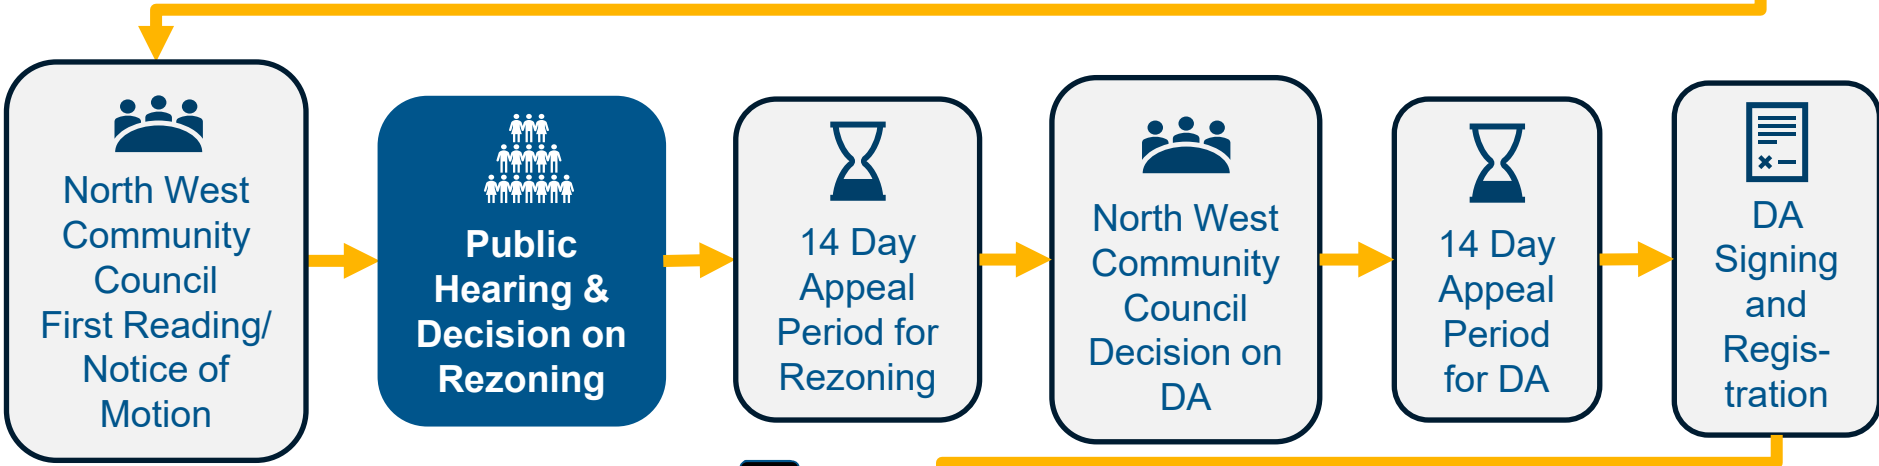 North West
Community
Council
First Reading/
Notice of
Motion
Public
Hearing &
Decision on
Rezoning
14 Day
Appeal
Period for
Rezoning
North West
Community
Council
Decision on
DA
14 Day
Appeal
Period
for DA
DA
Signing
and
Regis-
tration